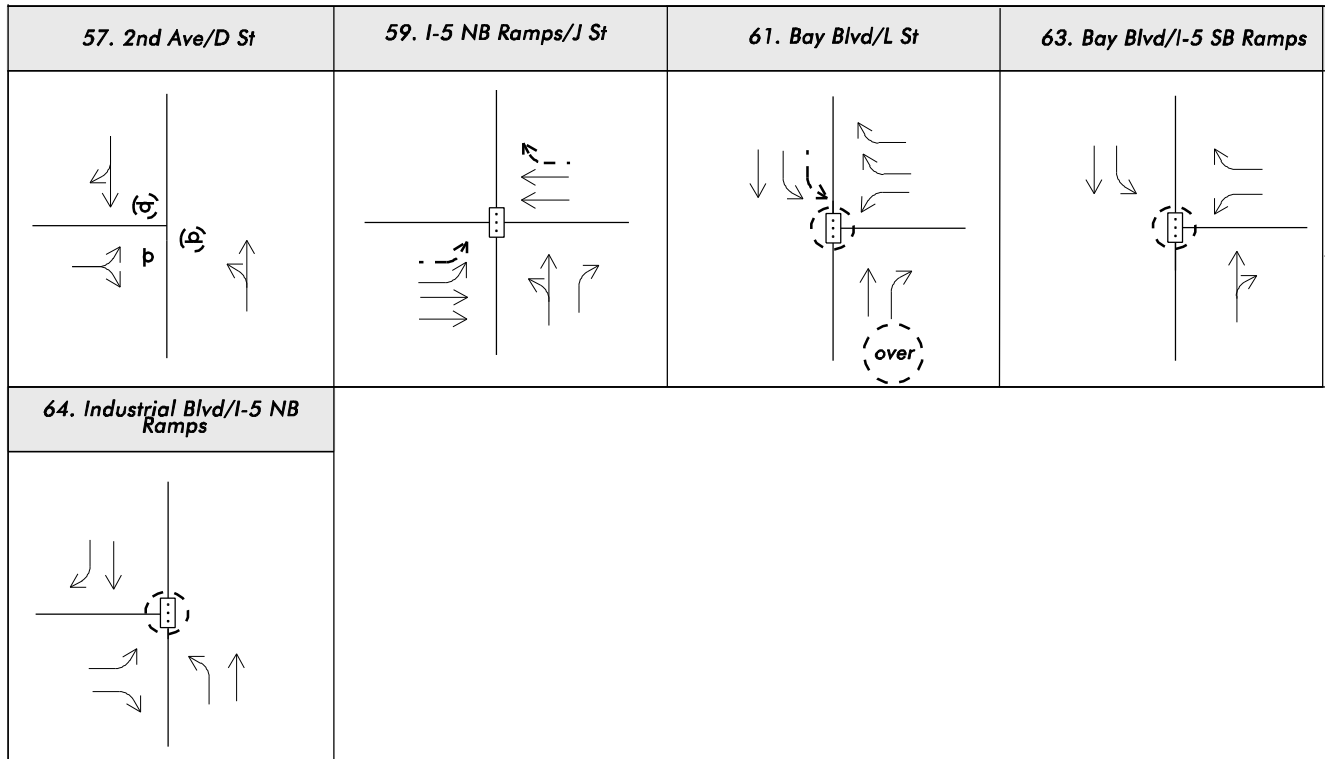 57. 2nd Ave/D St
59. I-5 NB Ramps/J St
61. Bay Blvd/L St
63. Bay Blvd/I-5 SB Ramps
over
64. Industrial Blvd/I-5 NB
Ramps